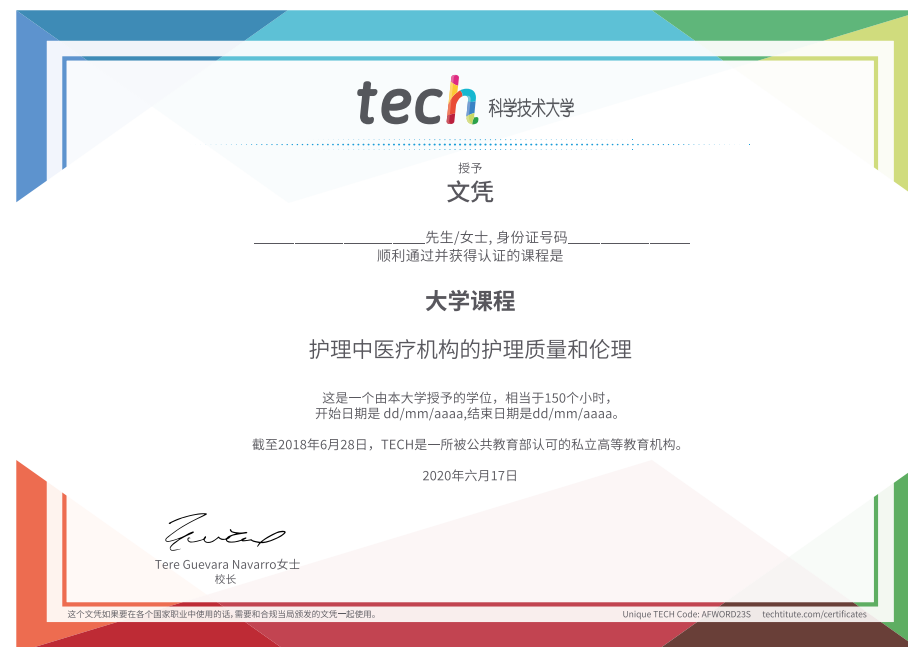 tech 科学技术大学
授予
文凭
_____________________先生/女士, 身份证号码_______________
顺利通过并获得认证的课程是
大学课程
护理中医疗机构的护理质量和伦理
这是一个由本大学授予的学位，相当于150个小时，
开始日期是 dd/mm/aaaa,结束日期是dd/mm/aaaa。
截至2018年6月28日，TECH是一所被公共教育部认可的私立高等教育机构。
2020年六月17日
Tere Guevara Navarro女士
校长
这个文凭如果要在各个国家职业中使用的话,需要和合规当局颁发的文凭一起使用。
Unique TECH Code: AFWORD23S techtitute.com/certificates